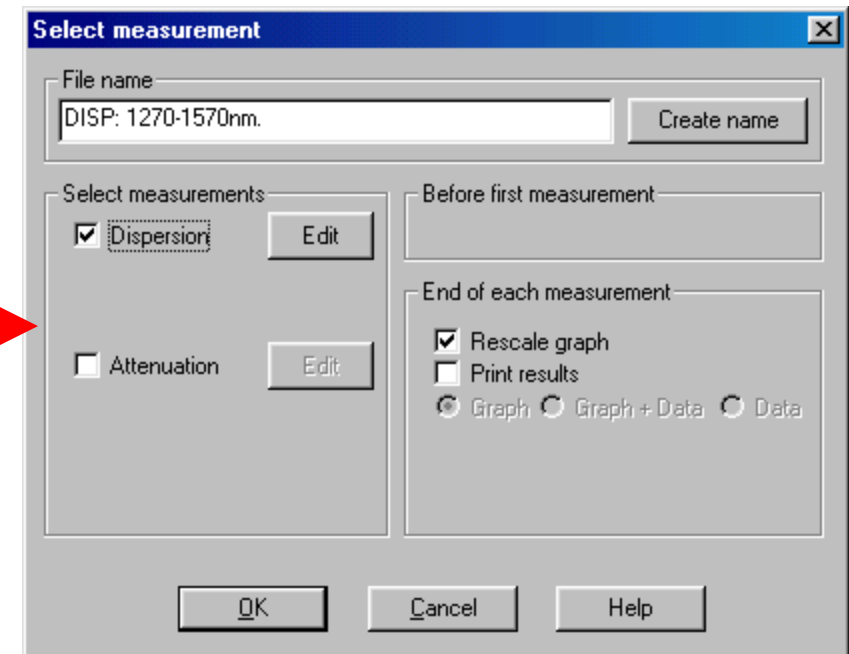 Select measurement
File name
DISP: 1270-1570nm.
Create name
Select measurements
Dispersion
Edit
Attenuation
Edit
Before first measurement
End of each measurement
Rescale graph
Print results
Graph Graph + Data Data
OK Cancel Help